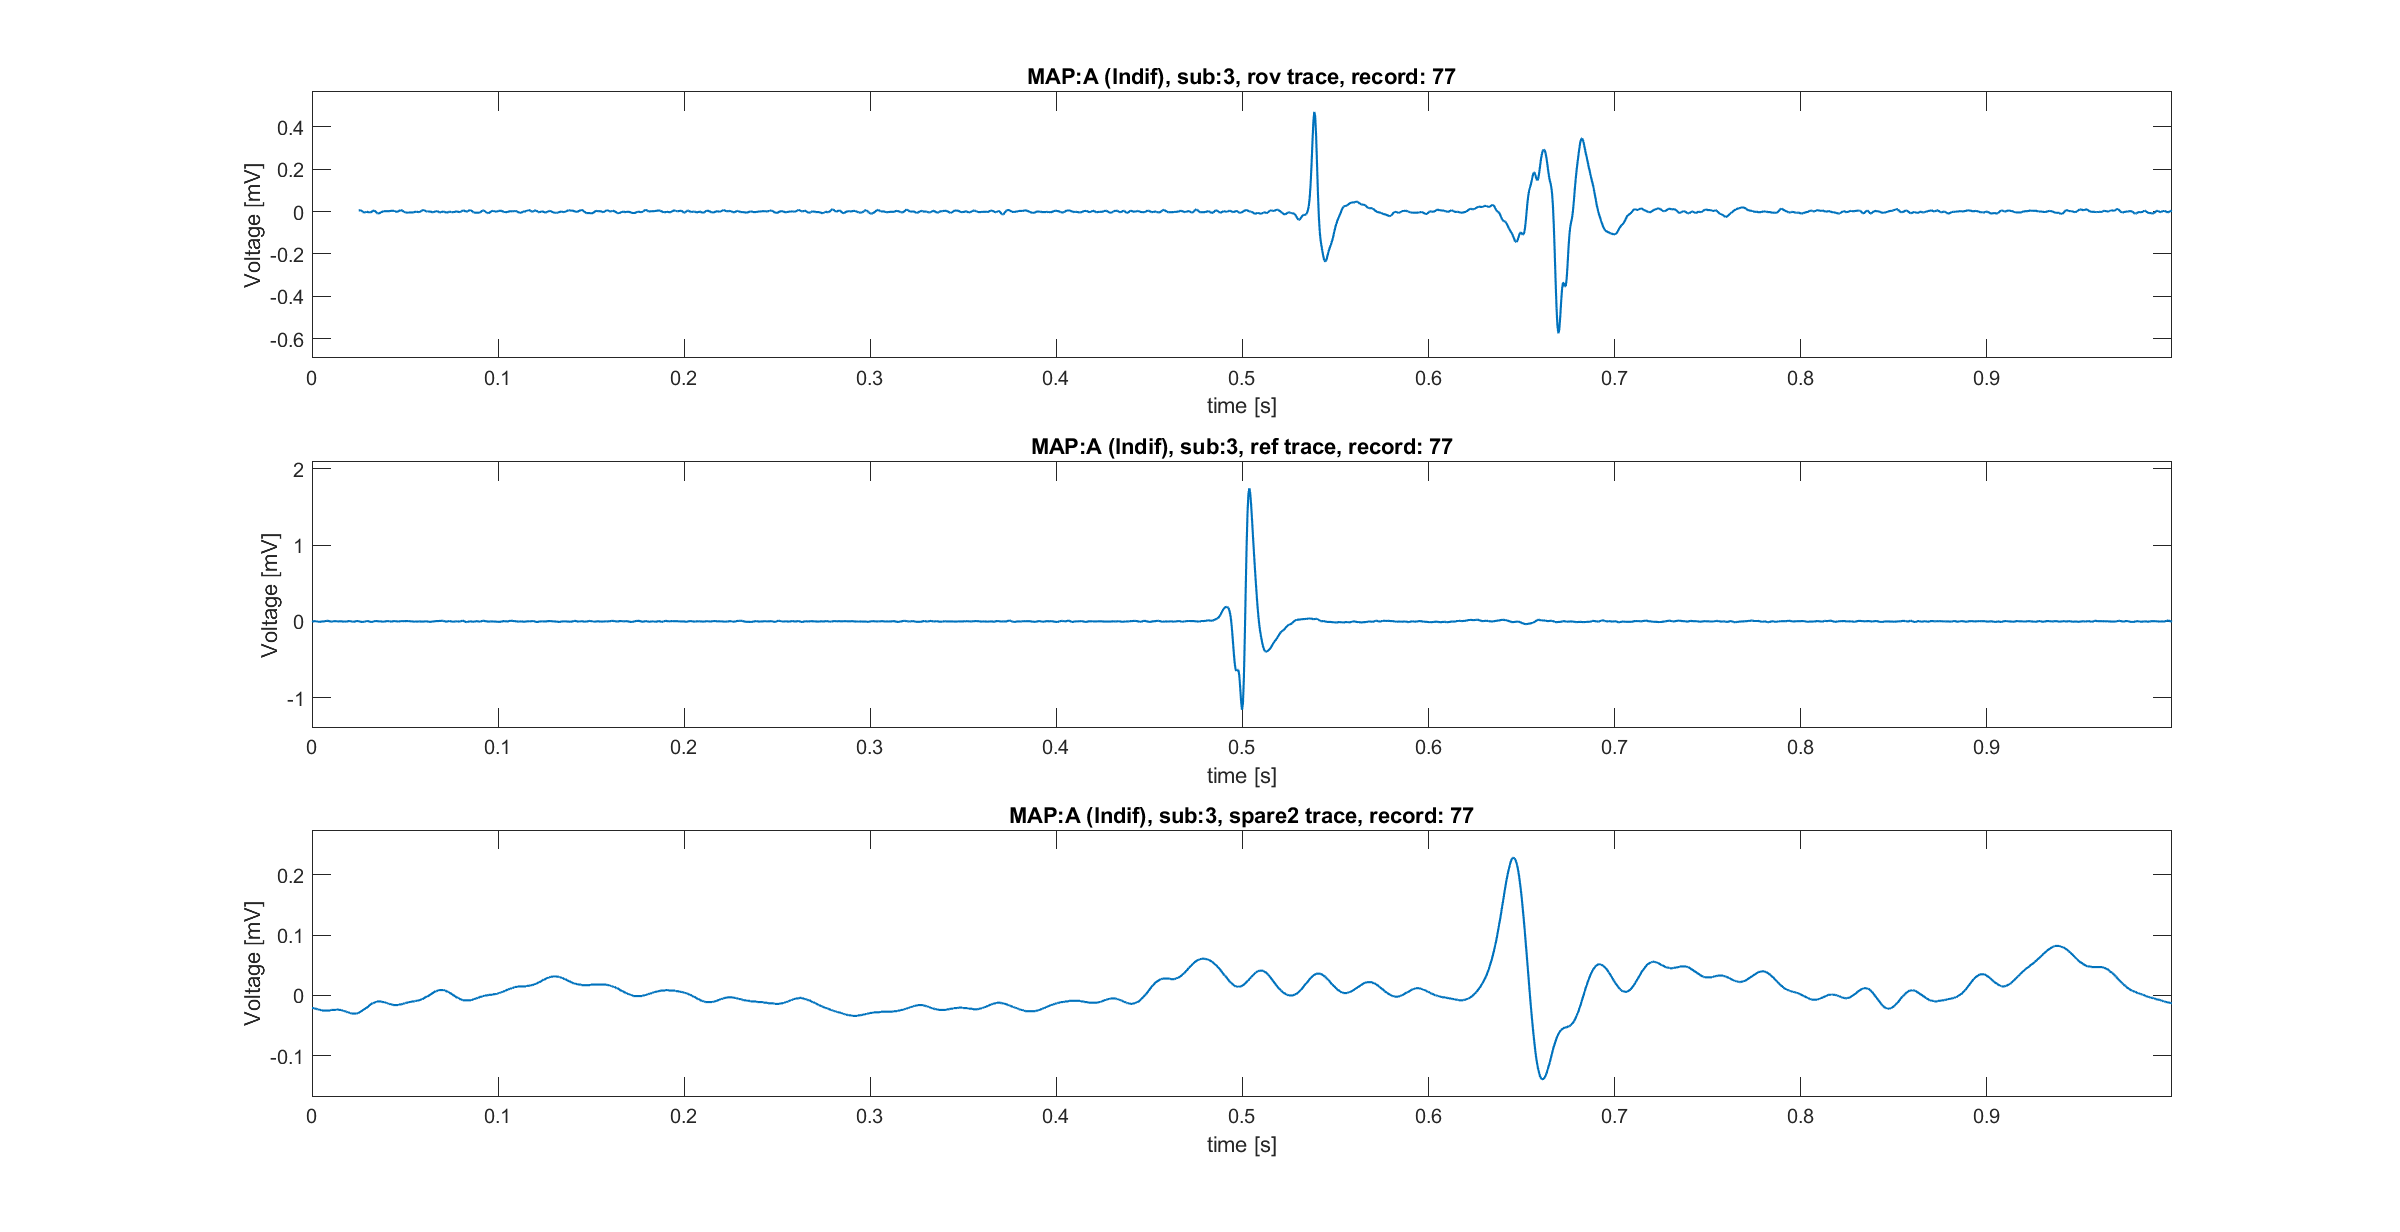 MAP:A (Indif), sub:3, rov trace, record: 77
Voltage [mV]
0.4
0.2
0
-0.2
-0.4
-0.6
0 0.1 0.2 0.3 0.4 0.5 0.6 0.7 0.8 0.9
time [s]
MAP:A (Indif), sub:3, ref trace, record: 77
Voltage [mV]
2
1
0
-1
0 0.1 0.2 0.3 0.4 0.5 0.6 0.7 0.8 0.9
time [s]
MAP:A (Indif), sub:3, spare2 trace, record: 77
Voltage [mV]
0.2
0.1
0
-0.1
0 0.1 0.2 0.3 0.4 0.5 0.6 0.7 0.8 0.9
time [s]